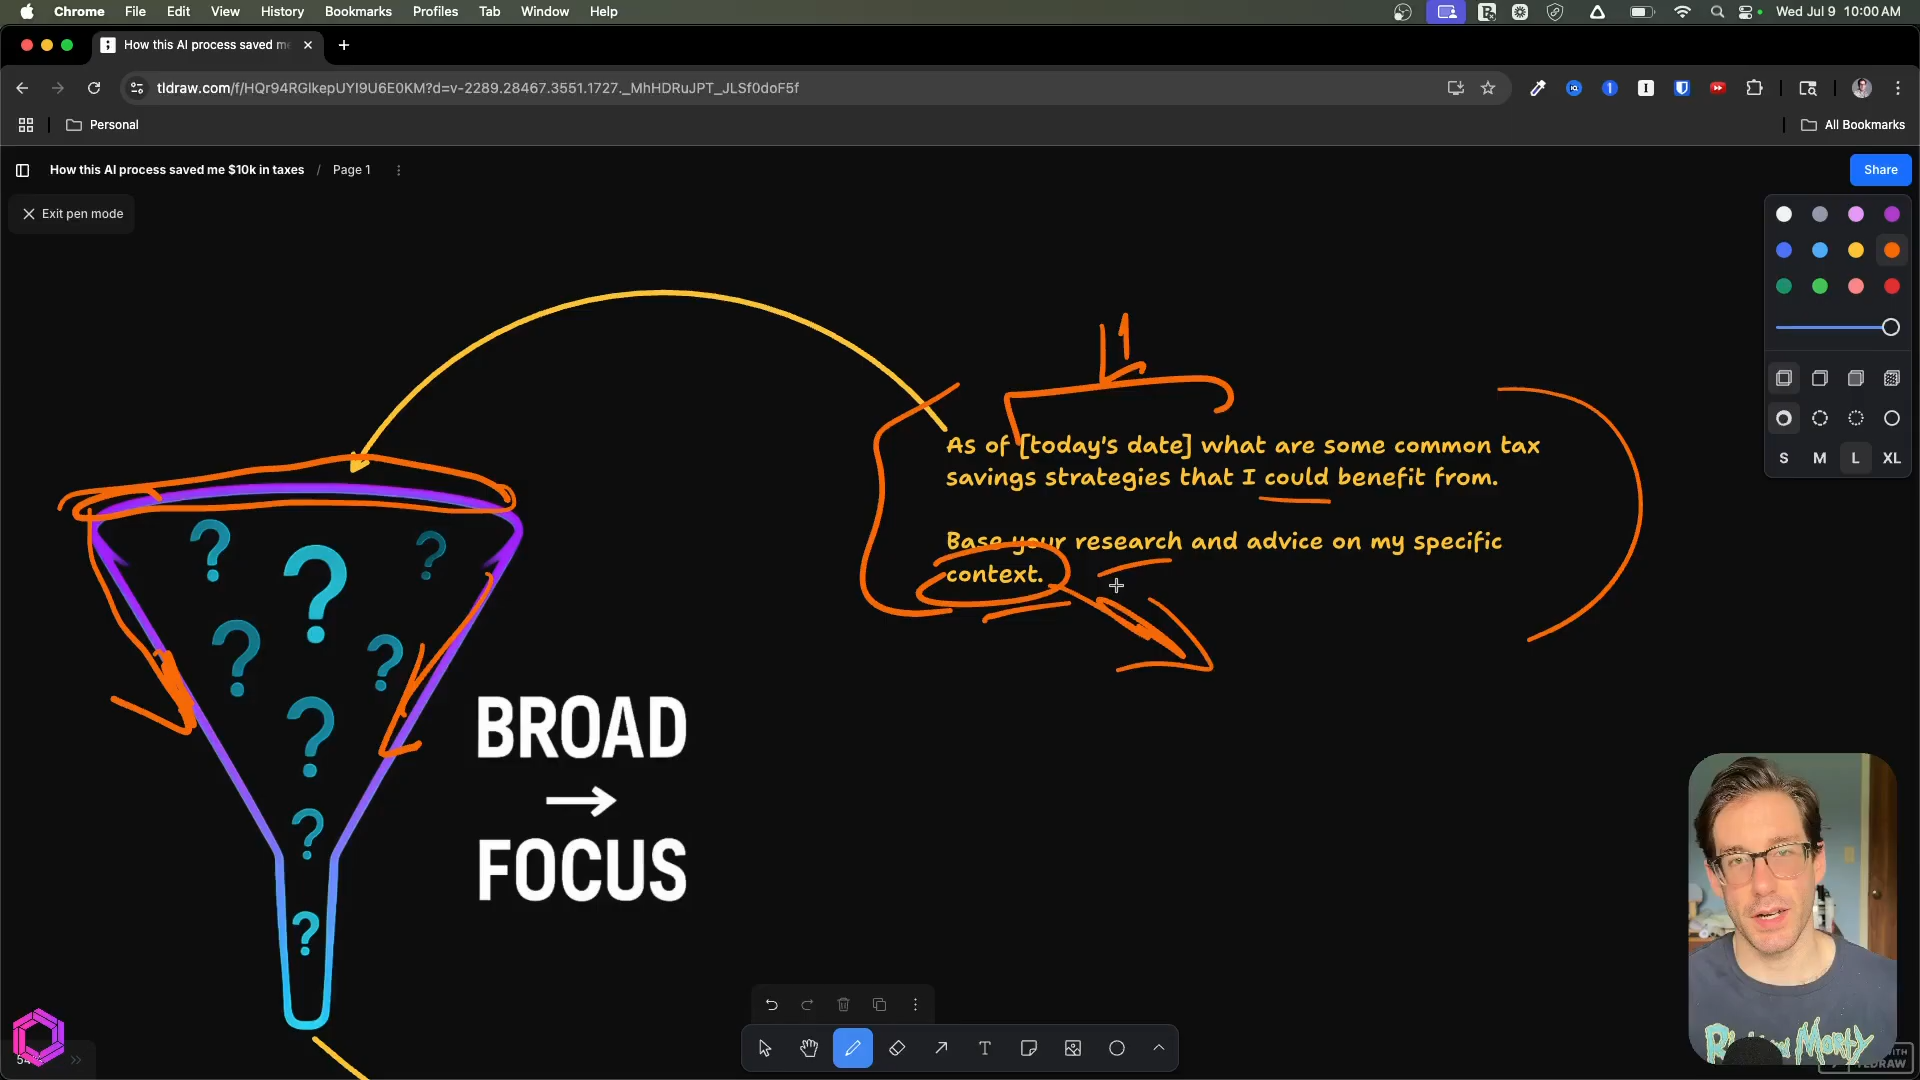 Chrome File Edit View History Bookmarks Profiles Tab Window Help
Wed Jul 9 10:00 AM
How this AI process saved me
tldraw.com/f/HQr94RGlkepUYI9U6E0KM?d=v-2289.28467.3551.1727._MhHDRuJPT_JLSf0doF5f
Personal
All Bookmarks
How this AI process saved me $10k in taxes / Page 1
Share
Exit pen mode
As of [today's date] what are some common tax
savings strategies that I could benefit from.
Base your research and advice on my specific
context.
S M L XL
?
?
?
?
?
?
?
?
BROAD
→
FOCUS
T